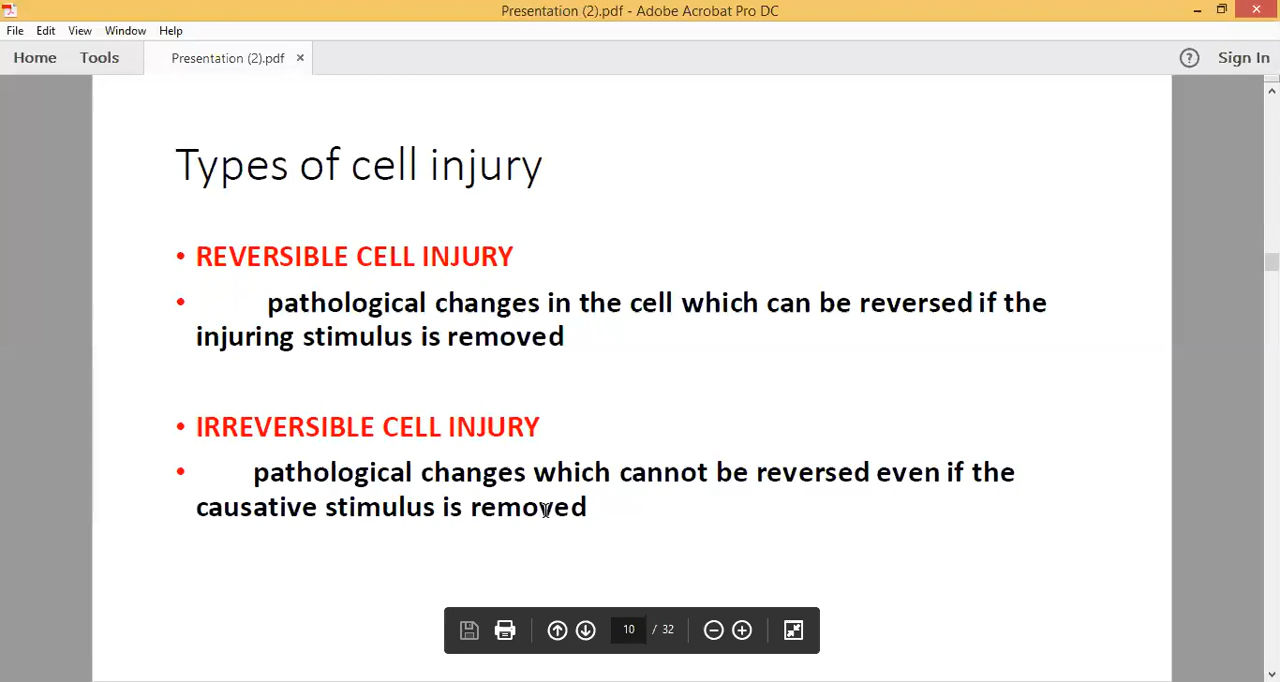 Presentation (2).pdf - Adobe Acrobat Pro DC
File Edit View Window Help
Home Tools Presentation (2).pdf × ? Sign In
Types of cell injury
• REVERSIBLE CELL INJURY
• pathological changes in the cell which can be reversed if the
injuring stimulus is removed
• IRREVERSIBLE CELL INJURY
• pathological changes which cannot be reversed even if the
causative stimulus is removed
10 / 32